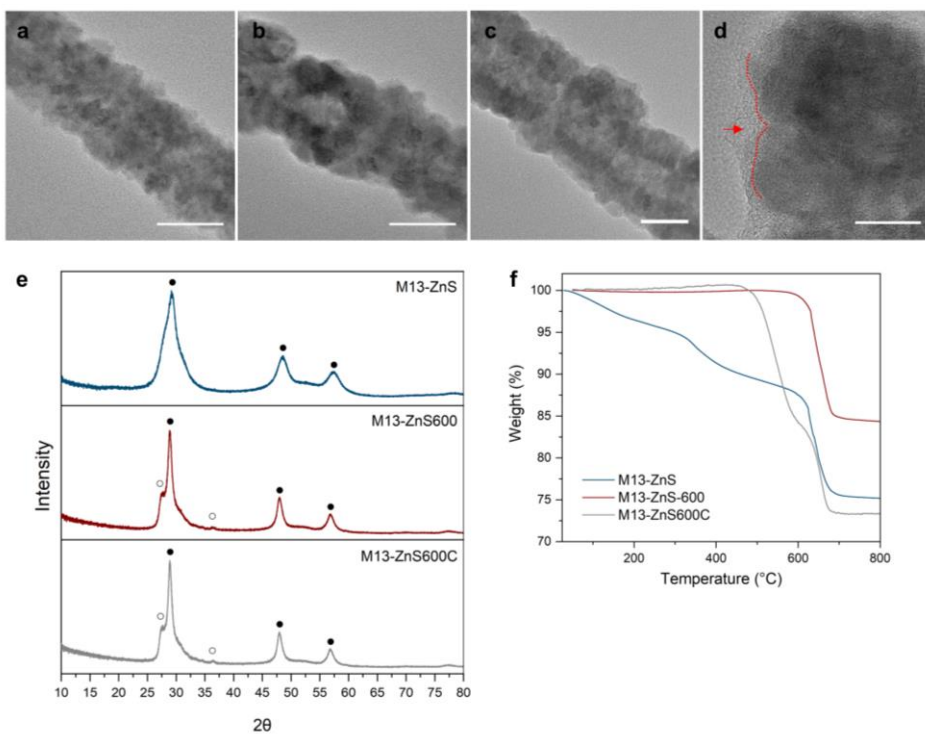 a
b
c
d
e
M13-ZnS
M13-ZnS600
M13-ZnS600C
Intensity
10 15 20 25 30 35 40 45 50 55 60 65 70 75 80
2θ
f
100
95
90
85
80
75
70
Weight (%)
M13-ZnS
M13-ZnS-600
M13-ZnS600C
200 400 600 800
Temperature (°C)